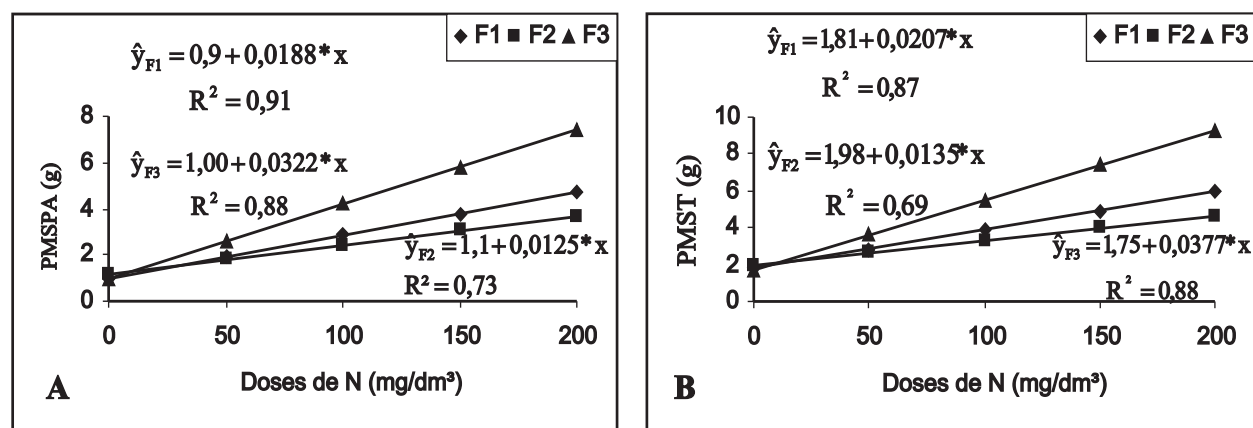 ◆ F1 ■ F2 ▲ F3
ŷF1 = 0,9+0,0188*x
R² = 0,91
ŷF3 = 1,00+0,0322*x
R² = 0,88
ŷF2 = 1,1+0,0125*x
R² = 0,73
PMSPA (g)
8
6
4
2
0
0 50 100 150 200
Doses de N (mg/dm³)
A
◆ F1 ■ F2 ▲ F3
ŷF1 = 1,81+0,0207*x
R² = 0,87
ŷF2 = 1,98+0,0135*x
R² = 0,69
ŷF3 = 1,75+0,0377*x
R² = 0,88
PMST (g)
10
8
6
4
2
0
0 50 100 150 200
Doses de N (mg/dm³)
B